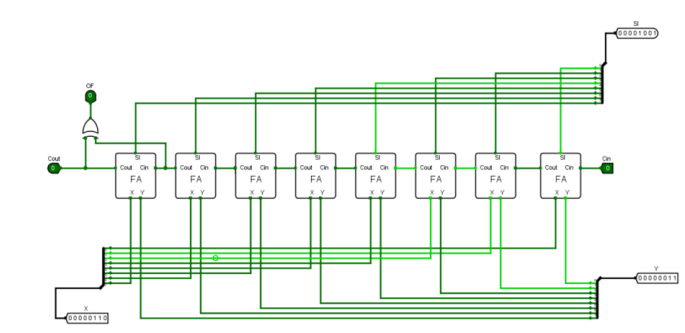 SI
00001001
OF
0
Cout
0
SI SI SI SI SI SI SI SI
Cin
0
Cout Cin Cout Cin Cout Cin Cout Cin Cout Cin Cout Cin Cout Cin Cout Cin
FA FA FA FA FA FA FA FA
X Y X Y X Y X Y X Y X Y X Y X Y
Y
00000011
X
00000110